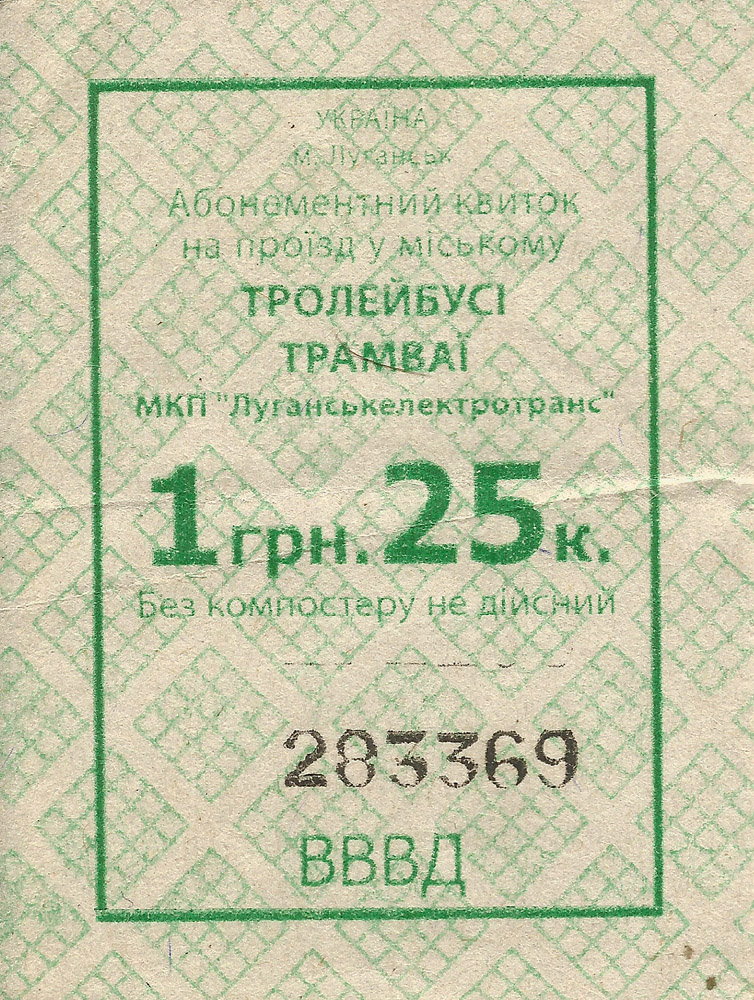 УКРАЇНА
м. Луганськ
Абонементний квиток
на проїзд у міському
ТРОЛЕЙБУСІ
ТРАМВАЇ
МКП "Луганськелектротранс"
1 грн. 25 к.
Без компостеру не дійсний
283369
ВВВД